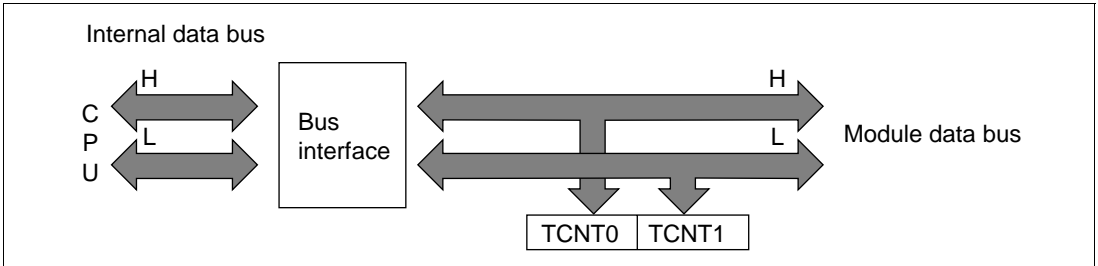 Internal data bus
H
H
C
P
U
L
L
Bus
interface
Module data bus
TCNT0
TCNT1